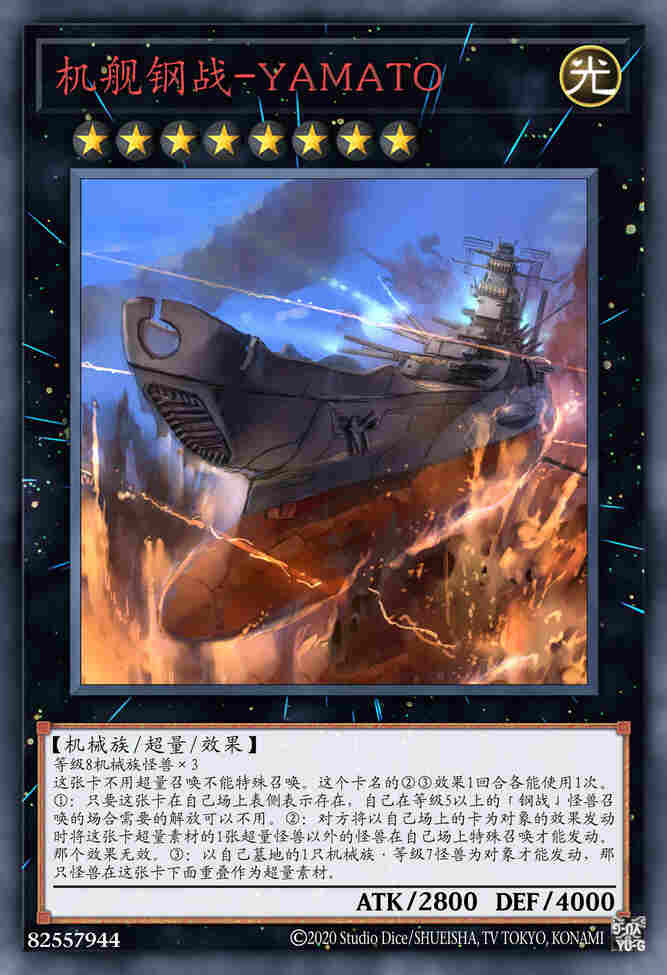 机舰钢战-YAMATO
光
【机械族/超量/效果】
等级8机械族怪兽×3
这张卡不用超量召唤不能特殊召唤。这个卡名的②③效果1回合各能使用1次。
①：只要这张卡在自己场上表侧表示存在，自己在等级5以上的「钢战」怪兽召
唤的场合需要的解放可以不用。②：对方将以自己场上的卡为对象的效果发动
时将这张卡超量素材的1张超量怪兽以外的怪兽在自己场上特殊召唤才能发动。
那个效果无效。③：以自己墓地的1只机械族·等级7怪兽为对象才能发动，那
只怪兽在这张卡下面重叠作为超量素材。
ATK/2800 DEF/4000
82557944
©2020 Studio Dice/SHUEISHA, TV TOKYO, KONAMI
YU-G
YU-G